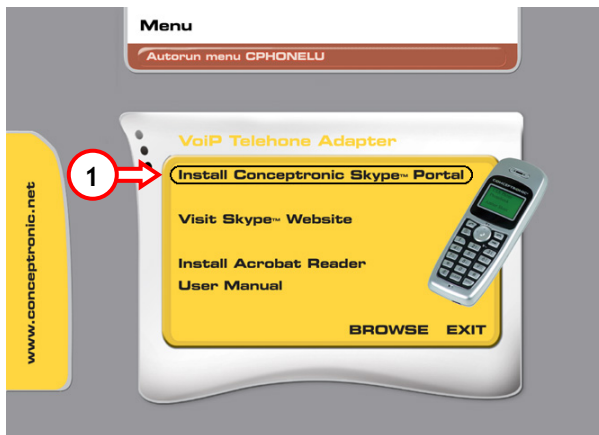 Menu
Autorun menu CPHONELU
VoiP Telehone Adapter
1
Install Conceptronic Skype™ Portal
Visit Skype™ Website
Install Acrobat Reader
User Manual
BROWSE EXIT
www.conceptronic.net
CONCEPTRONIC